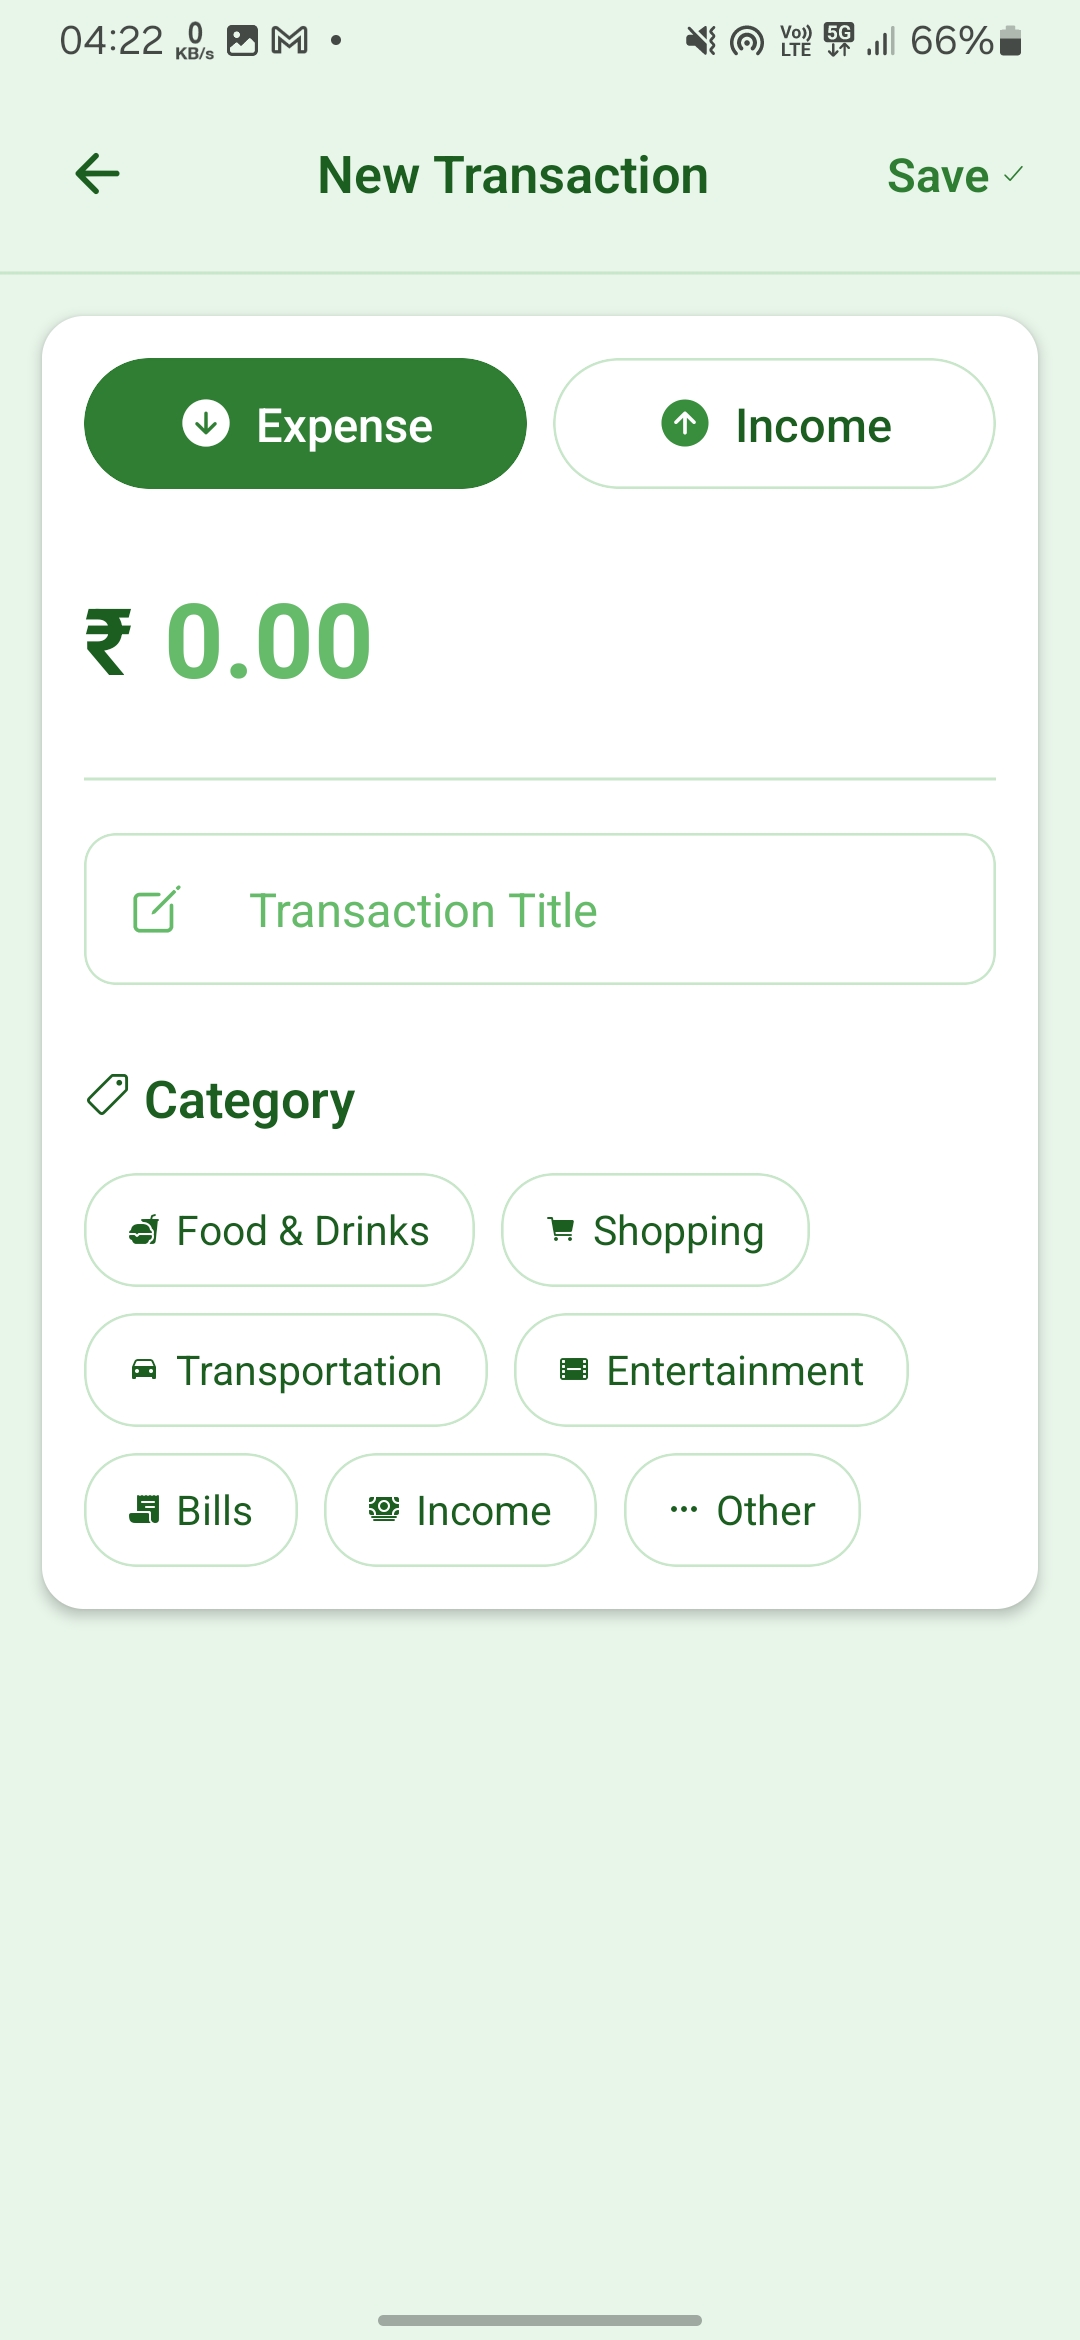 04:22 0 KB/s Vo)) LTE 5G 66%
New Transaction Save
Expense Income
₹ 0.00
Transaction Title
Category
Food & Drinks Shopping
Transportation Entertainment
Bills Income Other